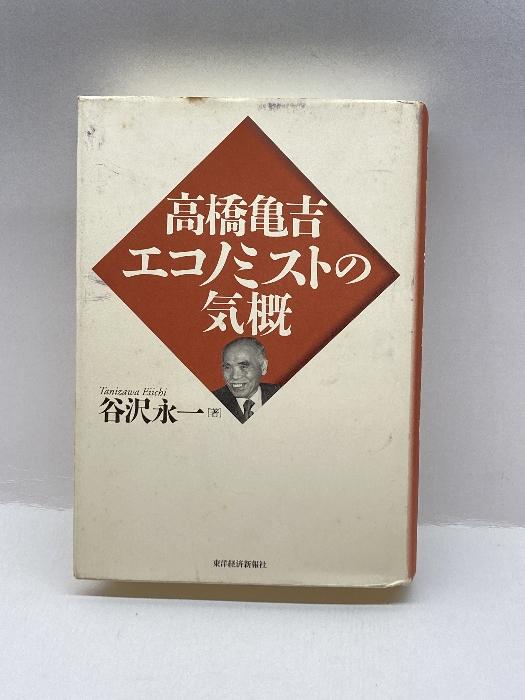 高橋亀吉
エコノミストの
気概
Tanizawa Eiichi
谷沢永一[著]
東洋経済新報社